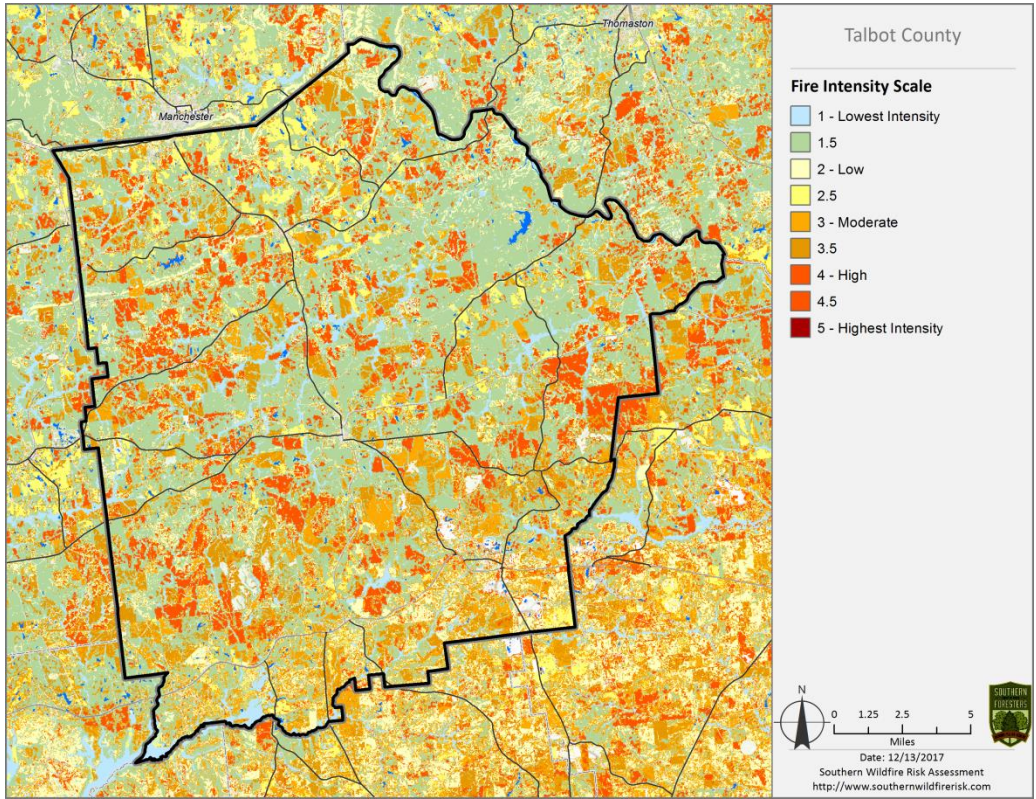 Thomaston
Manchester
Talbot County
Fire Intensity Scale
1 - Lowest Intensity
1.5
2 - Low
2.5
3 - Moderate
3.5
4 - High
4.5
5 - Highest Intensity
N
0 1.25 2.5 5
Miles
SOUTHERN
FORESTERS
Date: 12/13/2017
Southern Wildfire Risk Assessment
http://www.southernwildfirerisk.com